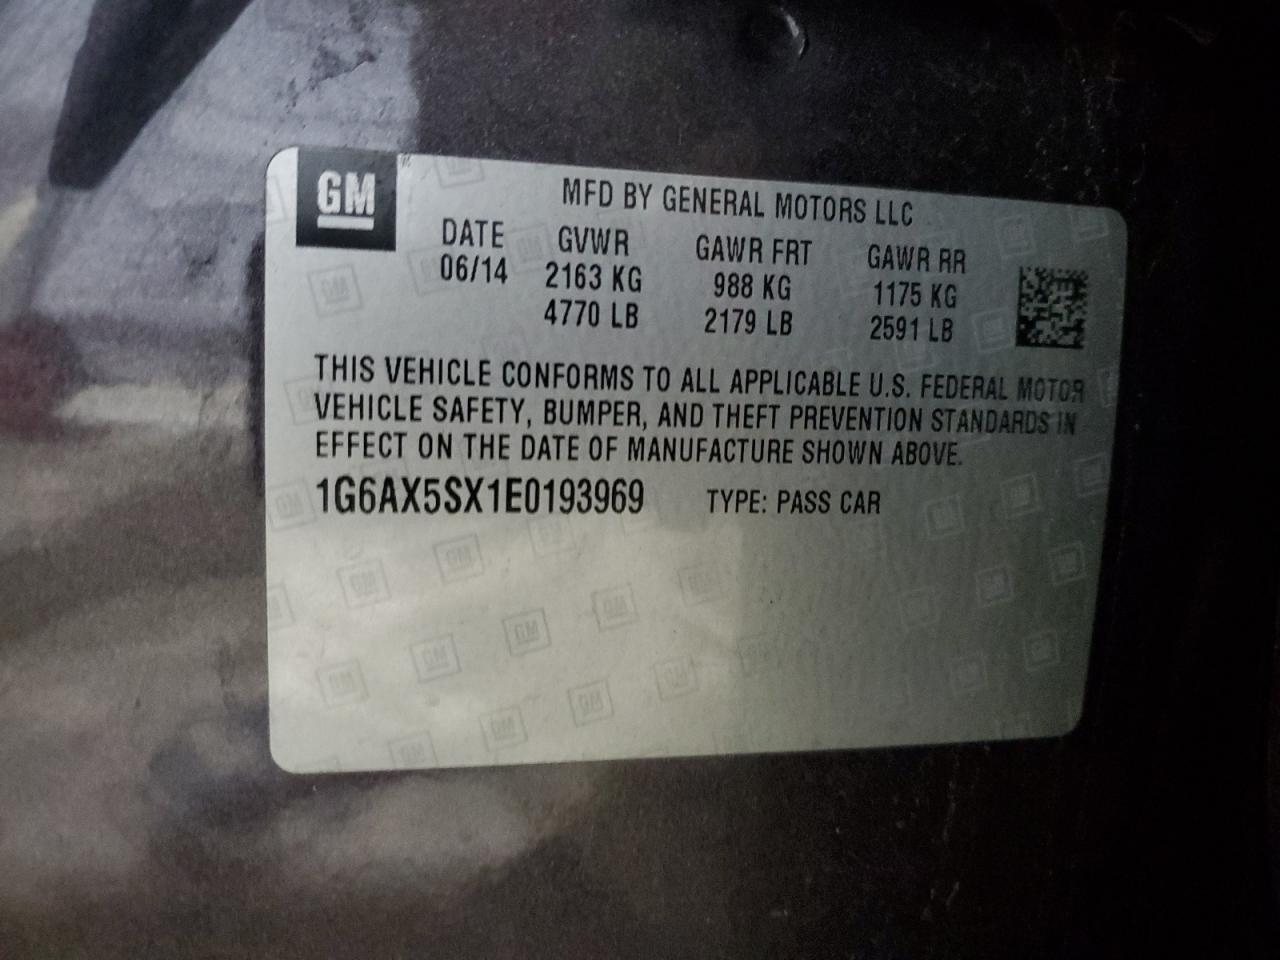 GM
MFD BY GENERAL MOTORS LLC
DATE GVWR GAWR FRT GAWR RR
06/14 2163 KG 988 KG 1175 KG
4770 LB 2179 LB 2591 LB
THIS VEHICLE CONFORMS TO ALL APPLICABLE U.S. FEDERAL MOTOR
VEHICLE SAFETY, BUMPER, AND THEFT PREVENTION STANDARDS IN
EFFECT ON THE DATE OF MANUFACTURE SHOWN ABOVE.
1G6AX5SX1E0193969 TYPE: PASS CAR